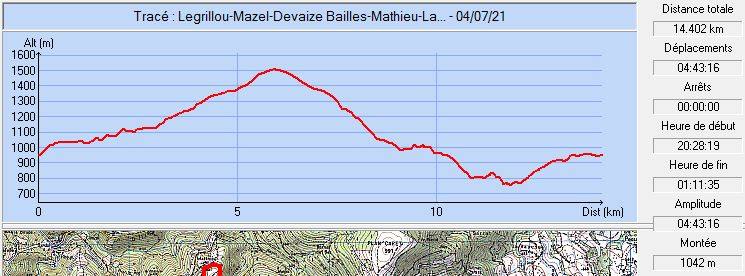 Tracé : Legrillou-Mazel-Devaize Bailles-Mathieu-La... - 04/07/21
Alt (m)
1600
1500
1400
1300
1200
1100
1000
900
800
700
0
5
10
Dist (km)
Distance totale
14.402 km
Déplacements
04:43:16
Arrêts
00:00:00
Heure de début
20:28:19
Heure de fin
01:11:35
Amplitude
04:43:16
Montée
1042 m